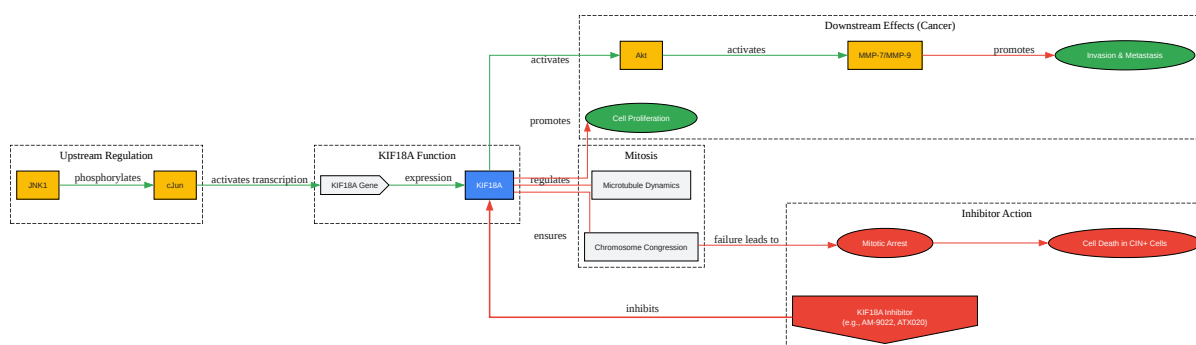 Downstream Effects (Cancer)
activates
Akt
activates
MMP-7/MMP-9
promotes
Invasion & Metastasis
promotes
Cell Proliferation
Upstream Regulation
JNK1
phosphorylates
cJun
activates transcription
KIF18A Function
KIF18A Gene
expression
KIF18A
Mitosis
regulates
Microtubule Dynamics
ensures
Chromosome Congression
failure leads to
Inhibitor Action
Mitotic Arrest
Cell Death in CIN+ Cells
inhibits
KIF18A Inhibitor
(e.g., AM-9022, ATX020)